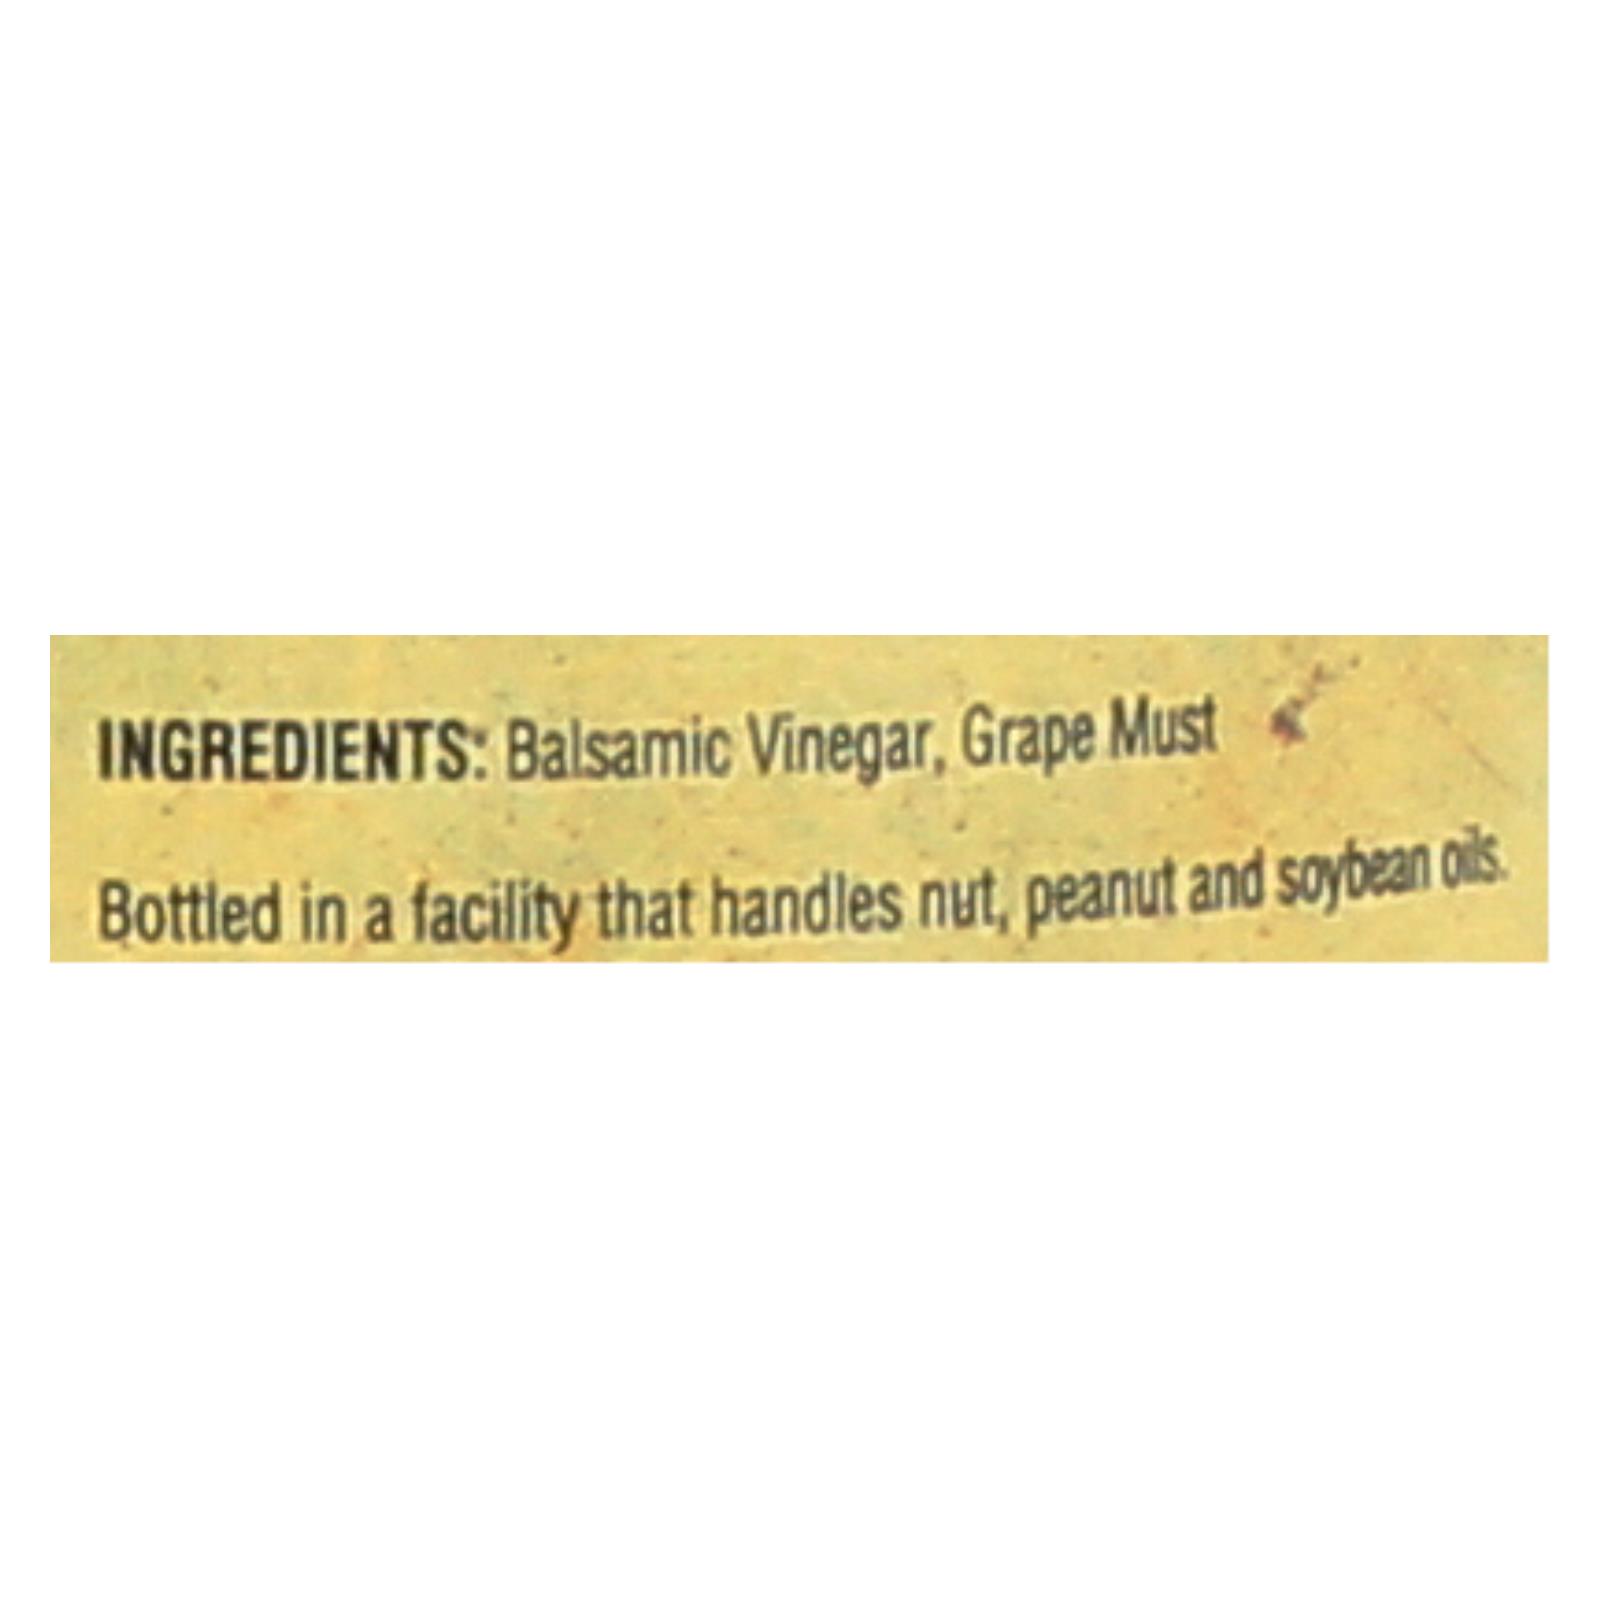 INGREDIENTS: Balsamic Vinegar, Grape Must
Bottled in a facility that handles nut, peanut and soybean oils.